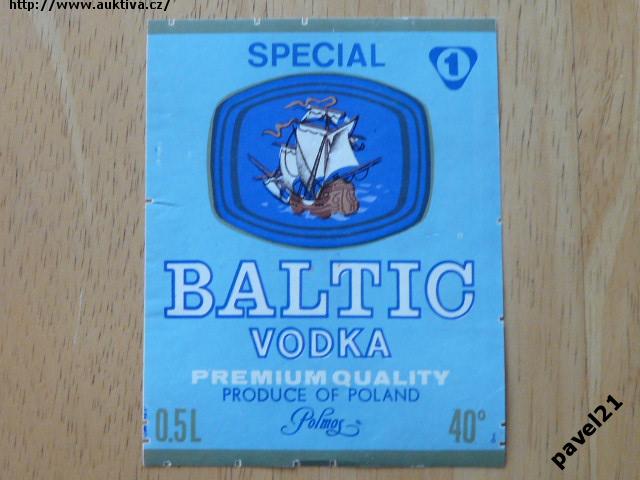 http://www.auktiva.cz/
SPECIAL
1
BALTIC
VODKA
PREMIUM QUALITY
PRODUCE OF POLAND
0.5L
Polmos
40°
pavel21